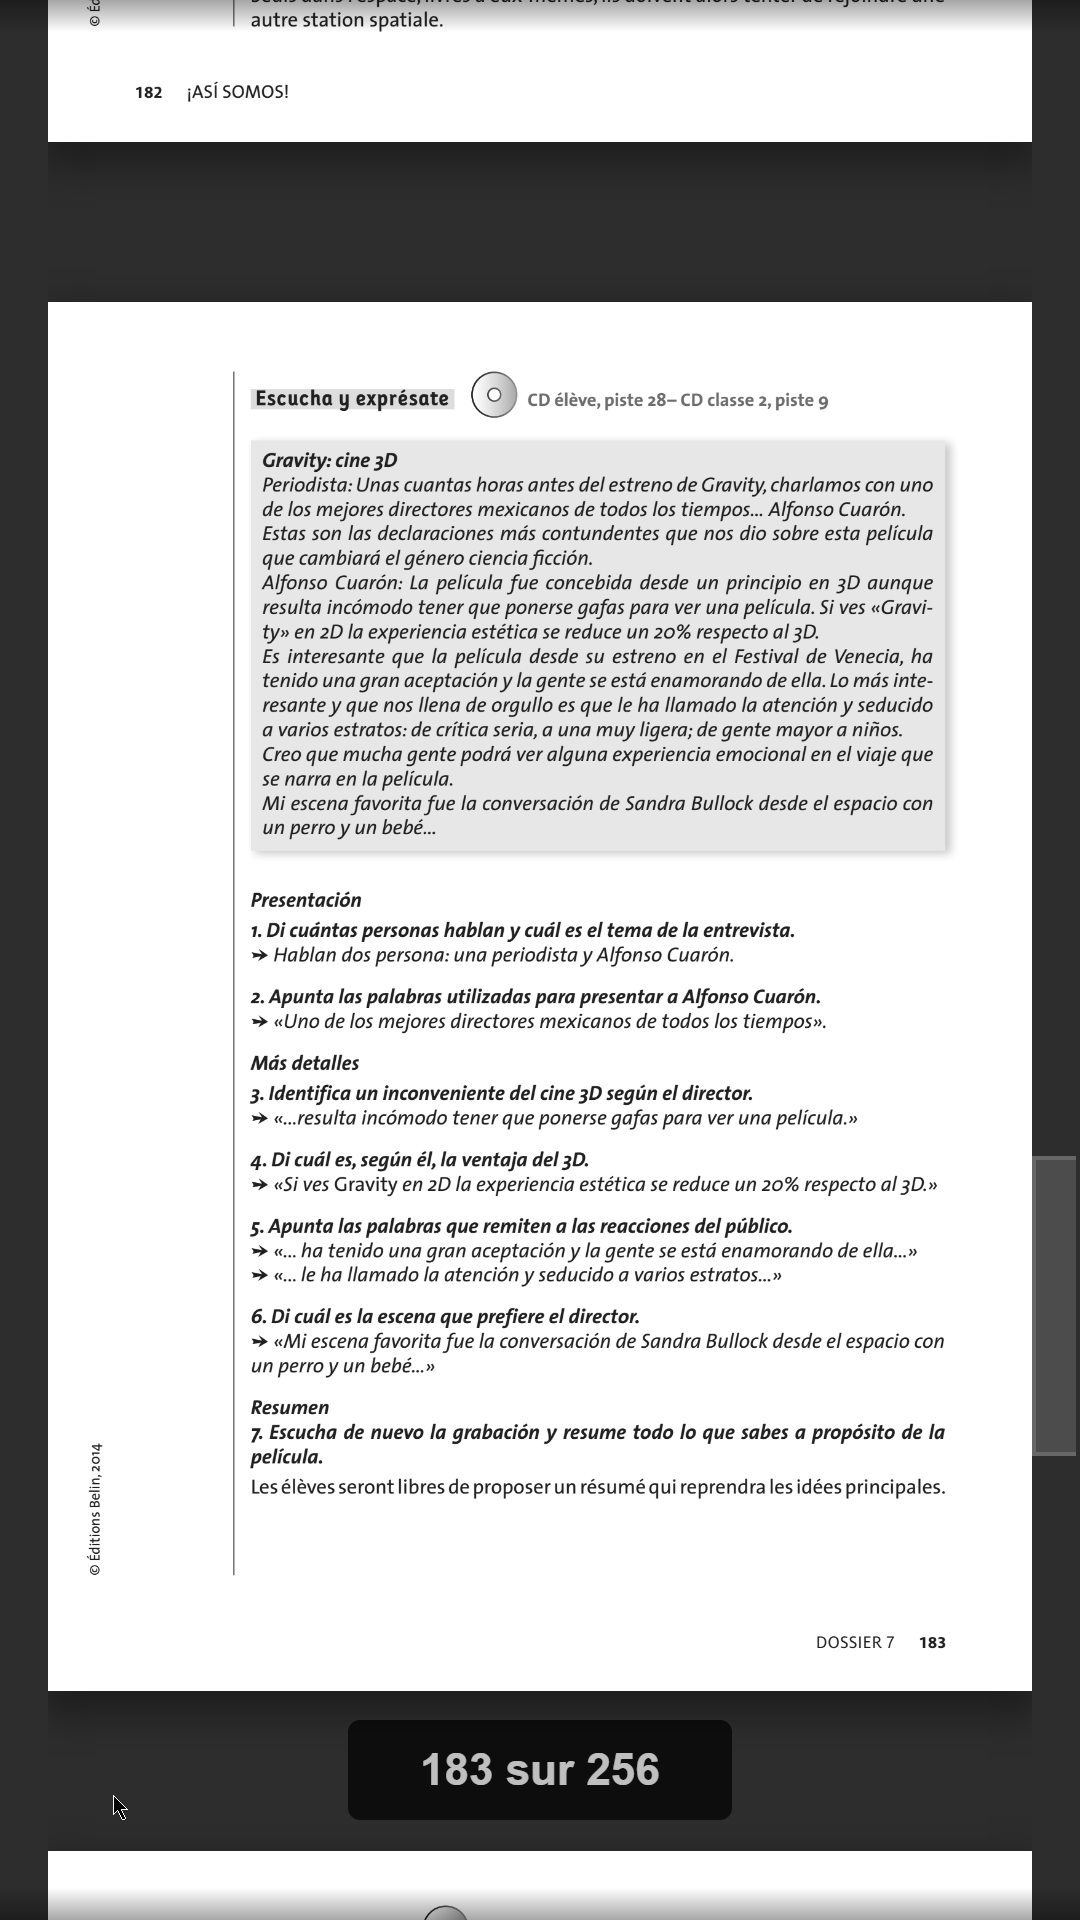 autre station spatiale.
182 ¡ASÍ SOMOS!
Escucha y exprésate CD élève, piste 28– CD classe 2, piste 9
Gravity: cine 3D
Periodista: Unas cuantas horas antes del estreno de Gravity, charlamos con uno
de los mejores directores mexicanos de todos los tiempos... Alfonso Cuarón.
Estas son las declaraciones más contundentes que nos dio sobre esta película
que cambiará el género ciencia ficción.
Alfonso Cuarón: La película fue concebida desde un principio en 3D aunque
resulta incómodo tener que ponerse gafas para ver una película. Si ves «Gravi-
ty» en 2D la experiencia estética se reduce un 20% respecto al 3D.
Es interesante que la película desde su estreno en el Festival de Venecia, ha
tenido una gran aceptación y la gente se está enamorando de ella. Lo más inte-
resante y que nos llena de orgullo es que le ha llamado la atención y seducido
a varios estratos: de crítica seria, a una muy ligera; de gente mayor a niños.
Creo que mucha gente podrá ver alguna experiencia emocional en el viaje que
se narra en la película.
Mi escena favorita fue la conversación de Sandra Bullock desde el espacio con
un perro y un bebé...
Presentación
1. Di cuántas personas hablan y cuál es el tema de la entrevista.
➳ Hablan dos persona: una periodista y Alfonso Cuarón.
2. Apunta las palabras utilizadas para presentar a Alfonso Cuarón.
➳ «Uno de los mejores directores mexicanos de todos los tiempos».
Más detalles
3. Identifica un inconveniente del cine 3D según el director.
➳ «...resulta incómodo tener que ponerse gafas para ver una película.»
4. Di cuál es, según él, la ventaja del 3D.
➳ «Si ves Gravity en 2D la experiencia estética se reduce un 20% respecto al 3D.»
5. Apunta las palabras que remiten a las reacciones del público.
➳ «... ha tenido una gran aceptación y la gente se está enamorando de ella...»
➳ «... le ha llamado la atención y seducido a varios estratos...»
6. Di cuál es la escena que prefiere el director.
➳ «Mi escena favorita fue la conversación de Sandra Bullock desde el espacio con
un perro y un bebé...»
Resumen
7. Escucha de nuevo la grabación y resume todo lo que sabes a propósito de la
película.
Les élèves seront libres de proposer un résumé qui reprendra les idées principales.
© Éditions Belin, 2014
DOSSIER 7 183
183 sur 256